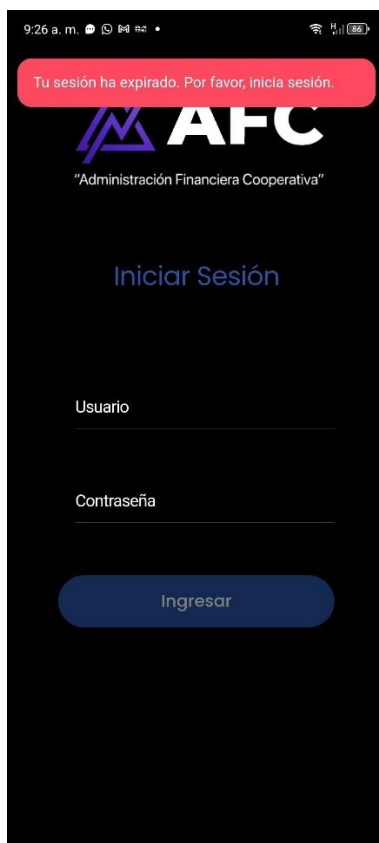 9:26 a. m.
86
Tu sesión ha expirado. Por favor, inicia sesión.
AFC
"Administración Financiera Cooperativa"
Iniciar Sesión
Usuario
Contraseña
Ingresar